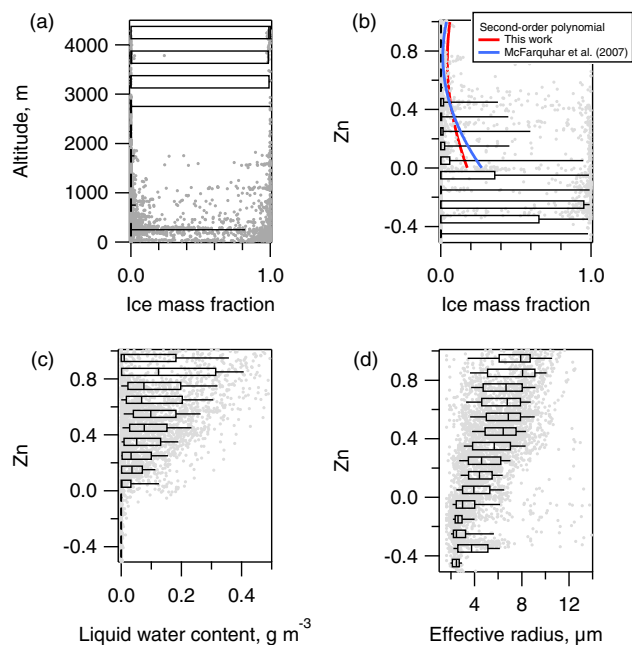 (a)
Altitude, m
4000
3000
2000
1000
0
0.0
1.0
Ice mass fraction
(b)
Second-order polynomial
This work
McFarquhar et al. (2007)
Zn
0.8
0.4
0.0
-0.4
0.0
1.0
Ice mass fraction
(c)
Zn
0.8
0.4
0.0
-0.4
0.0
0.2
0.4
Liquid water content, g m⁻³
(d)
Zn
0.8
0.4
0.0
-0.4
4
8
12
Effective radius, µm